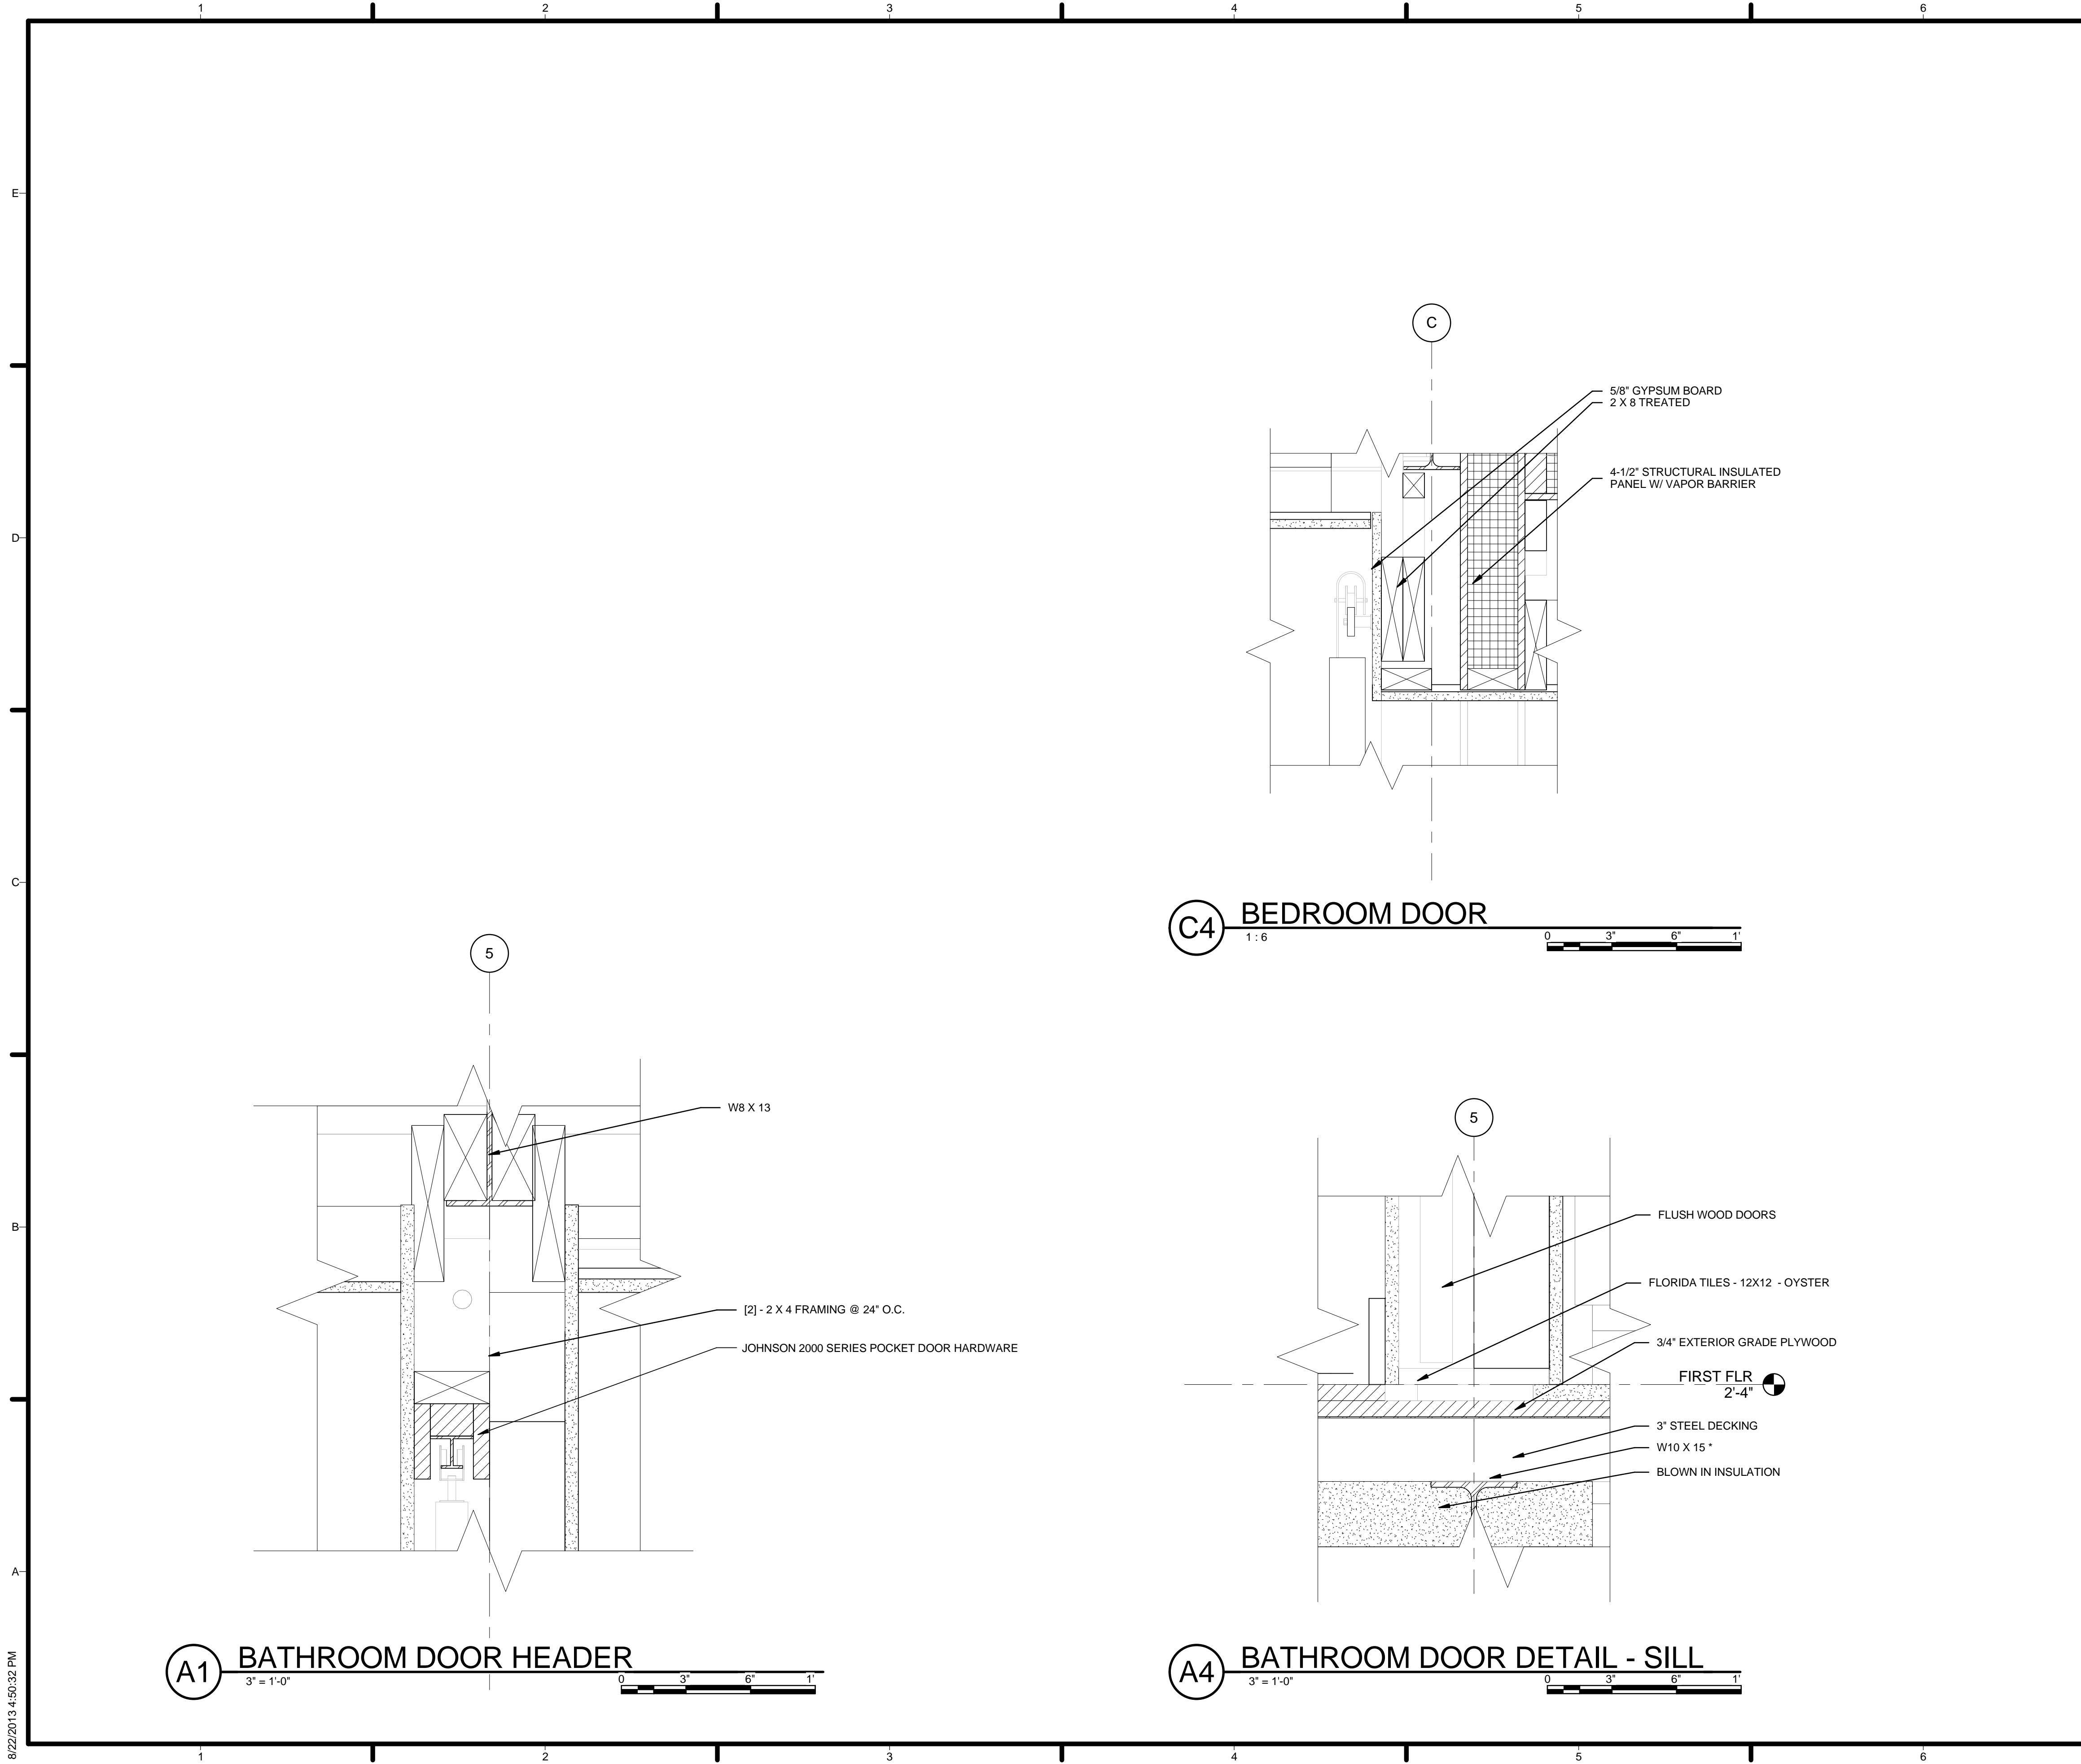 1 2 3 4 5 6
E
D
C
B
A
C
5/8" GYPSUM BOARD
2 X 8 TREATED
4-1/2" STRUCTURAL INSULATED
PANEL W/ VAPOR BARRIER
C4 BEDROOM DOOR
1 : 6
0 3" 6" 1'
5
W8 X 13
[2] - 2 X 4 FRAMING @ 24" O.C.
JOHNSON 2000 SERIES POCKET DOOR HARDWARE
A1 BATHROOM DOOR HEADER
3" = 1'-0"
0 3" 6" 1'
5
FLUSH WOOD DOORS
FLORIDA TILES - 12X12 - OYSTER
3/4" EXTERIOR GRADE PLYWOOD
FIRST FLR
2'-4"
3" STEEL DECKING
W10 X 15 *
BLOWN IN INSULATION
A4 BATHROOM DOOR DETAIL - SILL
3" = 1'-0"
0 3" 6" 1'
8/22/2013 4:50:32 PM
1 2 3 4 5 6